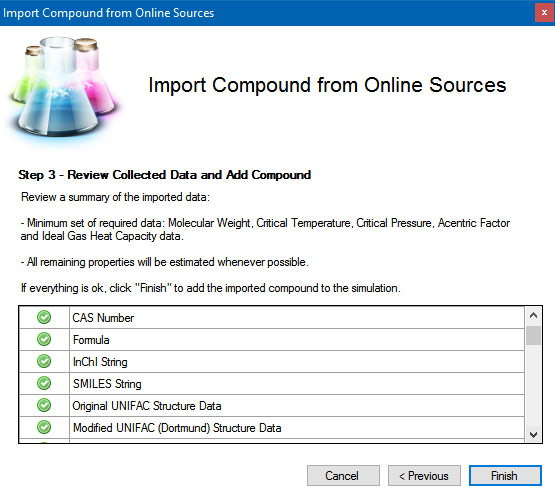 Import Compound from Online Sources
Import Compound from Online Sources
Step 3 - Review Collected Data and Add Compound
Review a summary of the imported data:
- Minimum set of required data: Molecular Weight, Critical Temperature, Critical Pressure, Acentric Factor
and Ideal Gas Heat Capacity data.
- All remaining properties will be estimated whenever possible.
If everything is ok, click "Finish" to add the imported compound to the simulation.
CAS Number
Formula
InChI String
SMILES String
Original UNIFAC Structure Data
Modified UNIFAC (Dortmund) Structure Data
Cancel
< Previous
Finish